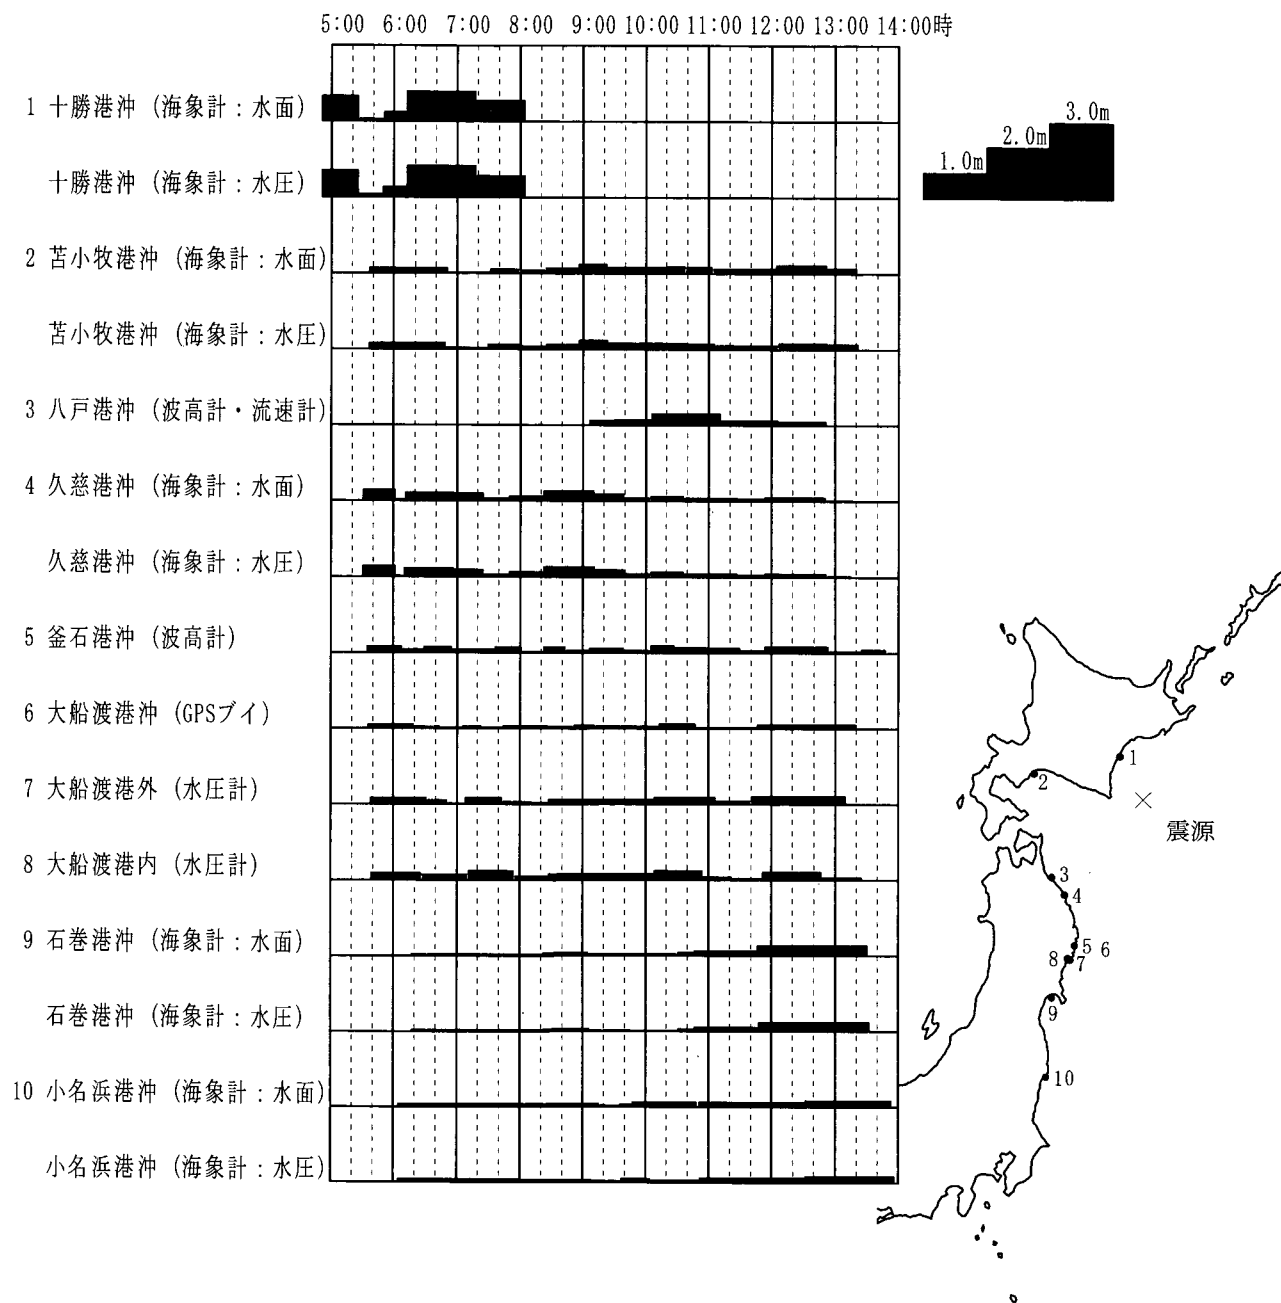 5:00 6:00 7:00 8:00 9:00 10:00 11:00 12:00 13:00 14:00時
1 十勝港沖 (海象計:水面)
十勝港沖 (海象計:水圧)
2 苫小牧港沖 (海象計:水面)
苫小牧港沖 (海象計:水圧)
3 八戸港沖 (波高計・流速計)
4 久慈港沖 (海象計:水面)
久慈港沖 (海象計:水圧)
5 釜石港沖 (波高計)
6 大船渡港沖 (GPSブイ)
7 大船渡港外 (水圧計)
8 大船渡港内 (水圧計)
9 石巻港沖 (海象計:水面)
石巻港沖 (海象計:水圧)
10 小名浜港沖 (海象計:水面)
小名浜港沖 (海象計:水圧)
1.0m 2.0m 3.0m
1
2
震源
3
4
5 6
8 7
9
10